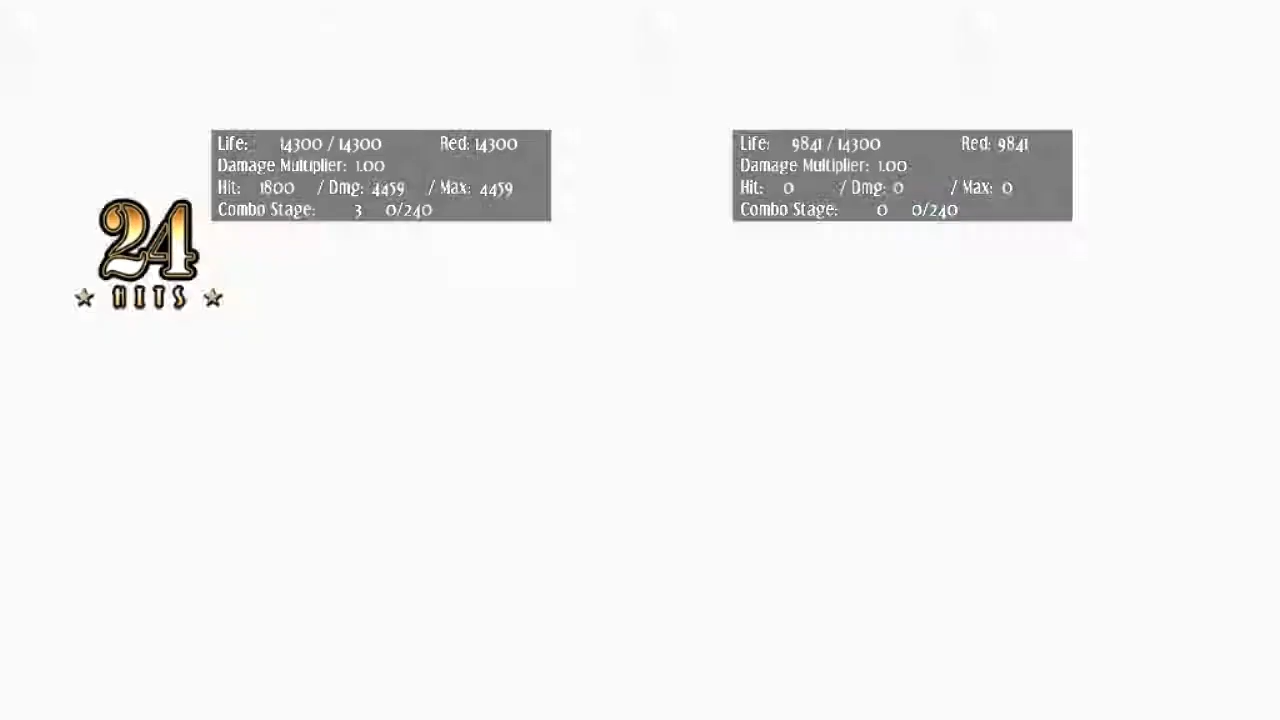 Life: 14300 / 14300 Red: 14300
Damage Multiplier: 1.00
Hit: 1800 / Dmg: 4459 / Max: 4459
Combo Stage: 3 0/240
24
HITS
Life: 9841 / 14300 Red: 9841
Damage Multiplier: 1.00
Hit: 0 / Dmg: 0 / Max: 0
Combo Stage: 0 0/240